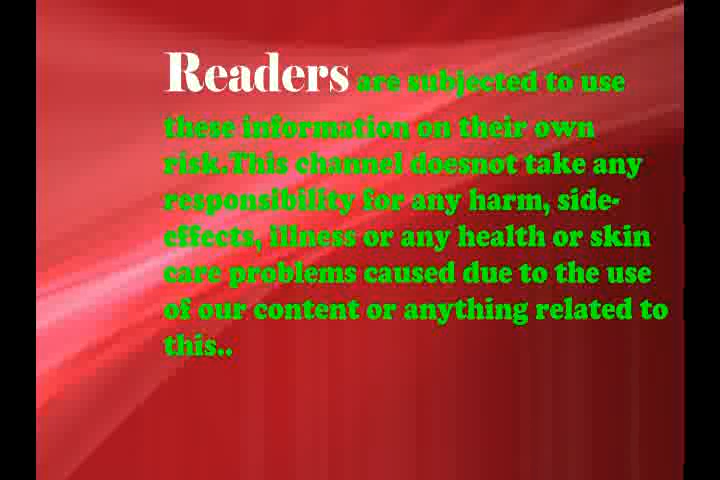 Readers are subjected to use
these information on their own
risk.This channel doesnot take any
responsibility for any harm, side-
effects, illness or any health or skin
care problems caused due to the use
of our content or anything related to
this..